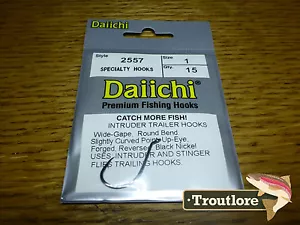 Style 2557 Size 1
SPECIALTY HOOKS Qty. 15
Daiichi
Premium Fishing Hooks
CATCH MORE FISH!
INTRUDER TRAILER HOOKS
Wide-Gape, Round Bend
Slightly Curved Point, Up-Eye,
Forged, Reversed, Black Nickel
USES: INTRUDER AND STINGER
FLIES TRAILING HOOKS.
Troutlore